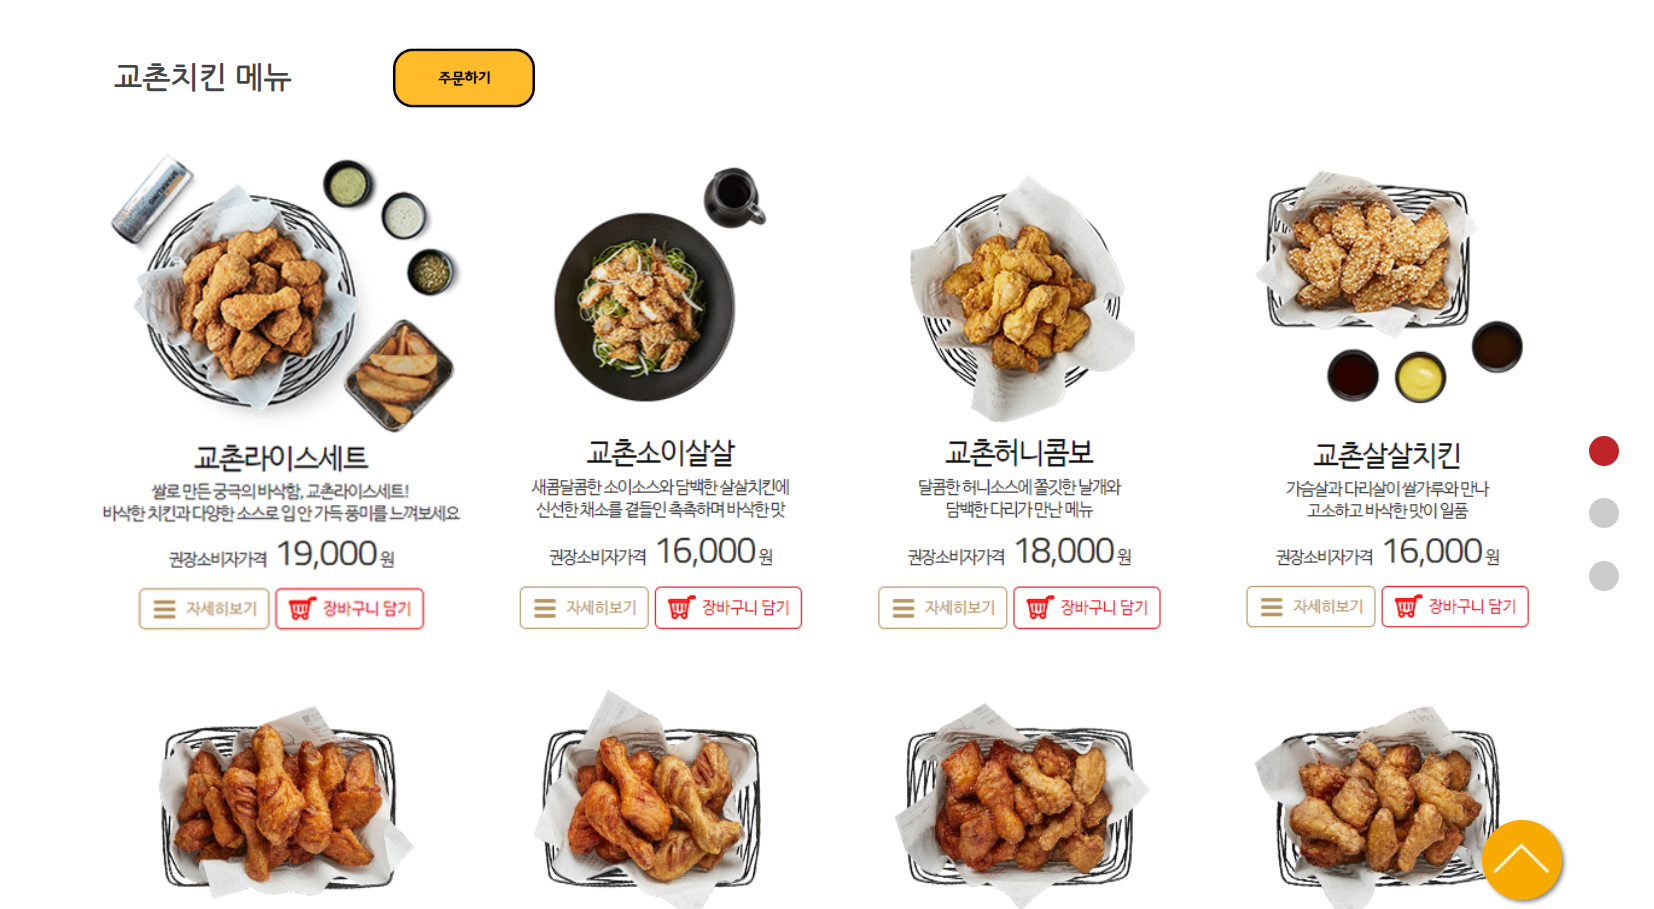 교촌치킨 메뉴
주문하기
교촌라이스세트
쌀로 만든 궁극의 바삭함, 교촌라이스세트!
바삭한 치킨과 다양한 소스로 입 안 가득 풍미를 느껴보세요
권장소비자가격 19,000 원
자세히보기
장바구니 담기
교촌소이살살
새콤달콤한 소이소스와 담백한 살살치킨에
신선한 채소를 곁들인 촉촉하며 바삭한 맛
권장소비자가격 16,000 원
자세히보기
장바구니 담기
교촌허니콤보
달콤한 허니소스에 쫄깃한 날개와
담백한 다리가 만난 메뉴
권장소비자가격 18,000 원
자세히보기
장바구니 담기
교촌살살치킨
가슴살과 다리살이 쌀가루와 만나
고소하고 바삭한 맛이 일품
권장소비자가격 16,000 원
자세히보기
장바구니 담기